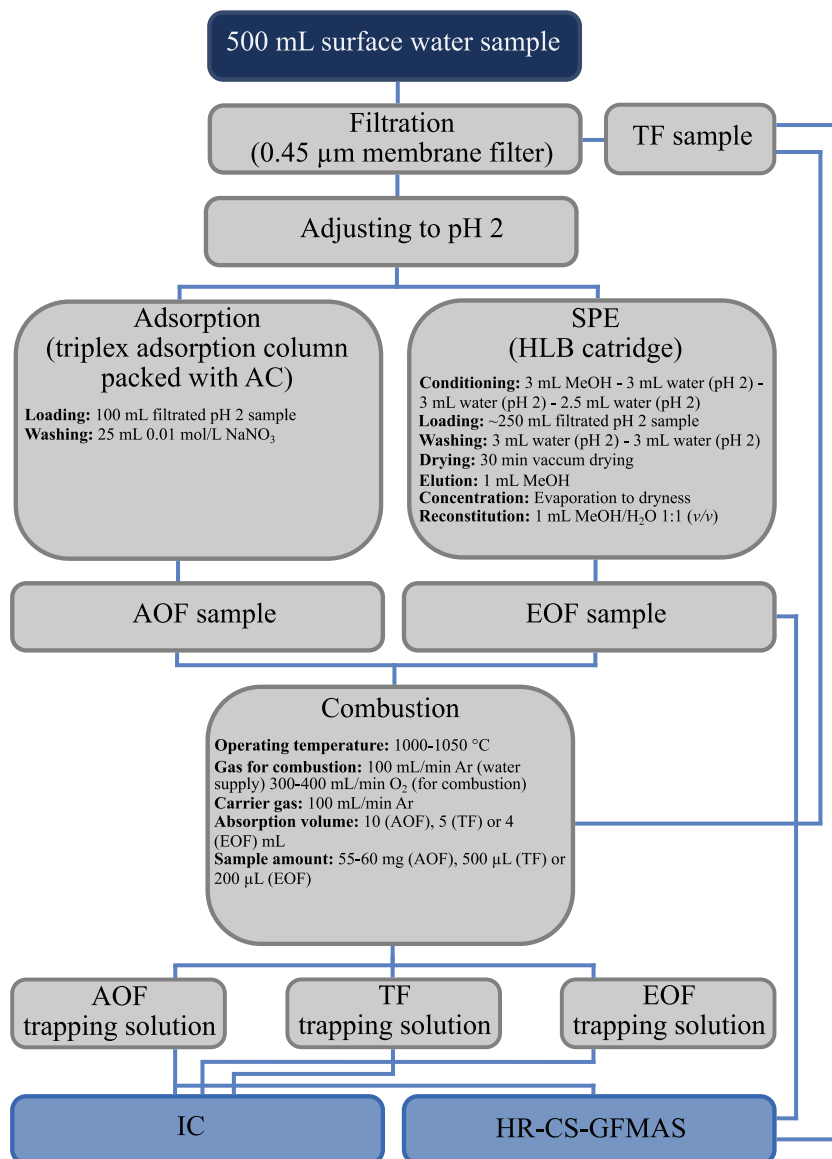 500 mL surface water sample
Filtration
(0.45 µm membrane filter)
TF sample
Adjusting to pH 2
Adsorption
(triplex adsorption column
packed with AC)
Loading: 100 mL filtrated pH 2 sample
Washing: 25 mL 0.01 mol/L NaNO₃
SPE
(HLB catridge)
Conditioning: 3 mL MeOH - 3 mL water (pH 2) -
3 mL water (pH 2) - 2.5 mL water (pH 2)
Loading: ~250 mL filtrated pH 2 sample
Washing: 3 mL water (pH 2) - 3 mL water (pH 2)
Drying: 30 min vaccum drying
Elution: 1 mL MeOH
Concentration: Evaporation to dryness
Reconstitution: 1 mL MeOH/H₂O 1:1 (v/v)
AOF sample
EOF sample
Combustion
Operating temperature: 1000-1050 °C
Gas for combustion: 100 mL/min Ar (water
supply) 300-400 mL/min O₂ (for combustion)
Carrier gas: 100 mL/min Ar
Absorption volume: 10 (AOF), 5 (TF) or 4
(EOF) mL
Sample amount: 55-60 mg (AOF), 500 µL (TF) or
200 µL (EOF)
AOF
trapping solution
TF
trapping solution
EOF
trapping solution
IC
HR-CS-GFMAS